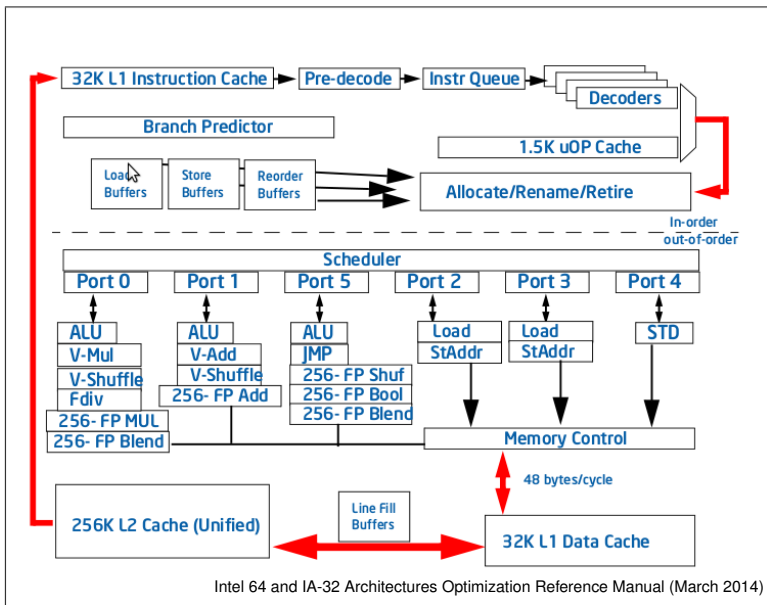 32K L1 Instruction Cache
Pre-decode
Instr Queue
Decoders
Branch Predictor
1.5K uOP Cache
Load
Buffers
Store
Buffers
Reorder
Buffers
Allocate/Rename/Retire
In-order
out-of-order
Scheduler
Port 0
Port 1
Port 5
Port 2
Port 3
Port 4
ALU
V-Mul
V-Shuffle
Fdiv
256- FP MUL
256- FP Blend
ALU
V-Add
V-Shuffle
256- FP Add
ALU
JMP
256- FP Shuf
256- FP Bool
256- FP Blend
Load
StAddr
Load
StAddr
STD
Memory Control
48 bytes/cycle
256K L2 Cache (Unified)
Line Fill
Buffers
32K L1 Data Cache
Intel 64 and IA-32 Architectures Optimization Reference Manual (March 2014)